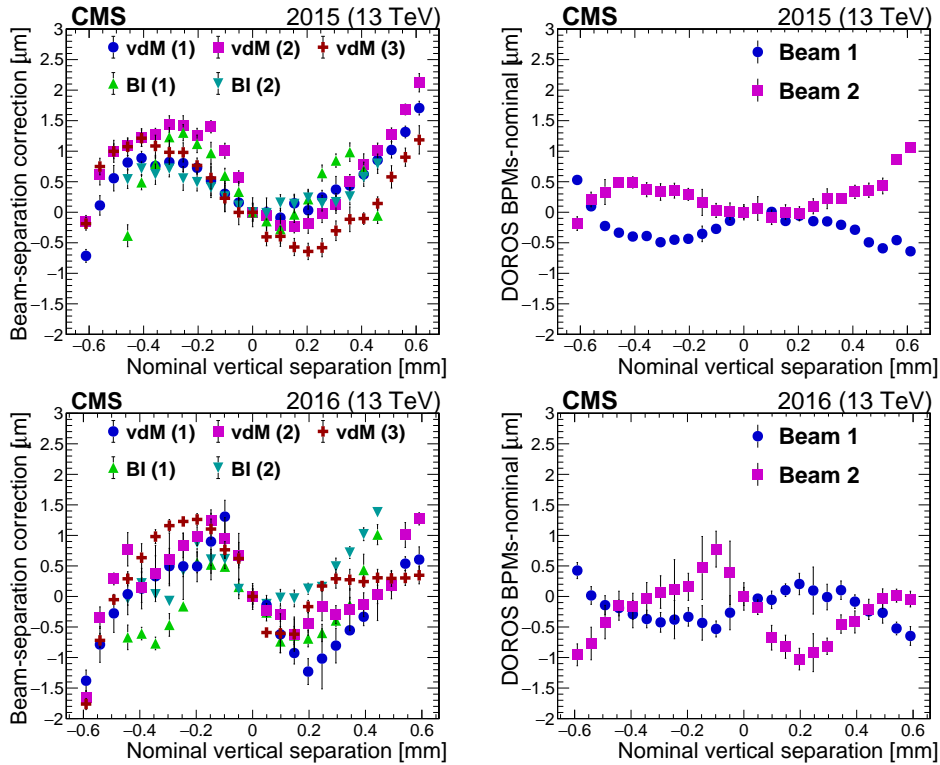 CMS 2015 (13 TeV)
Beam-separation correction [μm]
3
2.5
2
1.5
1
0.5
0
−0.5
−1
−1.5
−2
vdM (1) vdM (2) vdM (3)
BI (1) BI (2)
−0.6 −0.4 −0.2 0 0.2 0.4 0.6
Nominal vertical separation [mm]
CMS 2015 (13 TeV)
DOROS BPMs-nominal [μm]
3
2.5
2
1.5
1
0.5
0
−0.5
−1
−1.5
−2
Beam 1
Beam 2
−0.6 −0.4 −0.2 0 0.2 0.4 0.6
Nominal vertical separation [mm]
CMS 2016 (13 TeV)
Beam-separation correction [μm]
3
2.5
2
1.5
1
0.5
0
−0.5
−1
−1.5
−2
vdM (1) vdM (2) vdM (3)
BI (1) BI (2)
−0.6 −0.4 −0.2 0 0.2 0.4 0.6
Nominal vertical separation [mm]
CMS 2016 (13 TeV)
DOROS BPMs-nominal [μm]
3
2.5
2
1.5
1
0.5
0
−0.5
−1
−1.5
−2
Beam 1
Beam 2
−0.6 −0.4 −0.2 0 0.2 0.4 0.6
Nominal vertical separation [mm]